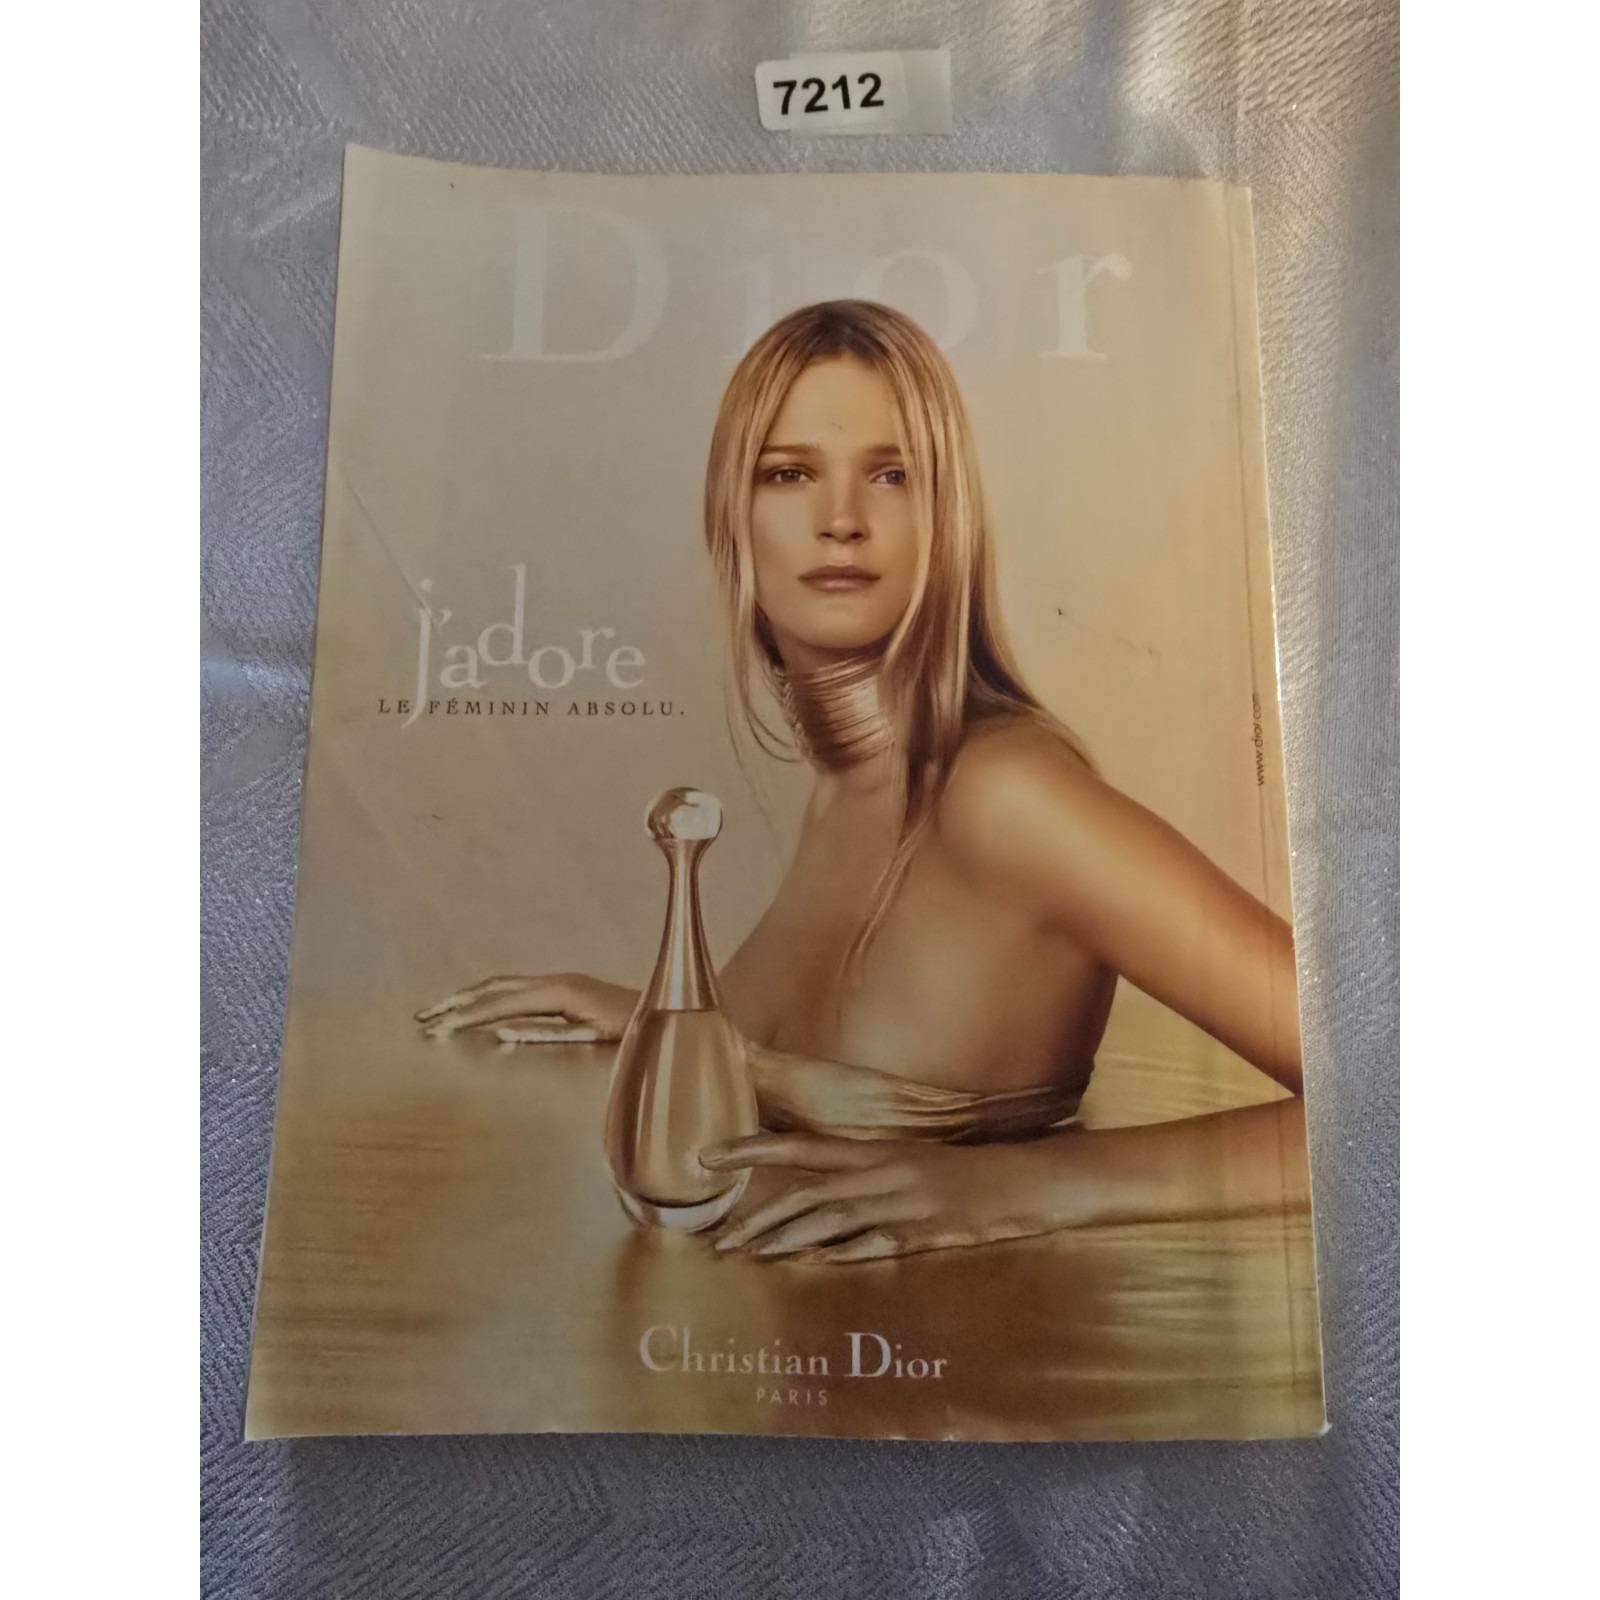 7212
Dior
j'adore
LE FÉMININ ABSOLU.
www.dior.com
Christian Dior
PARIS